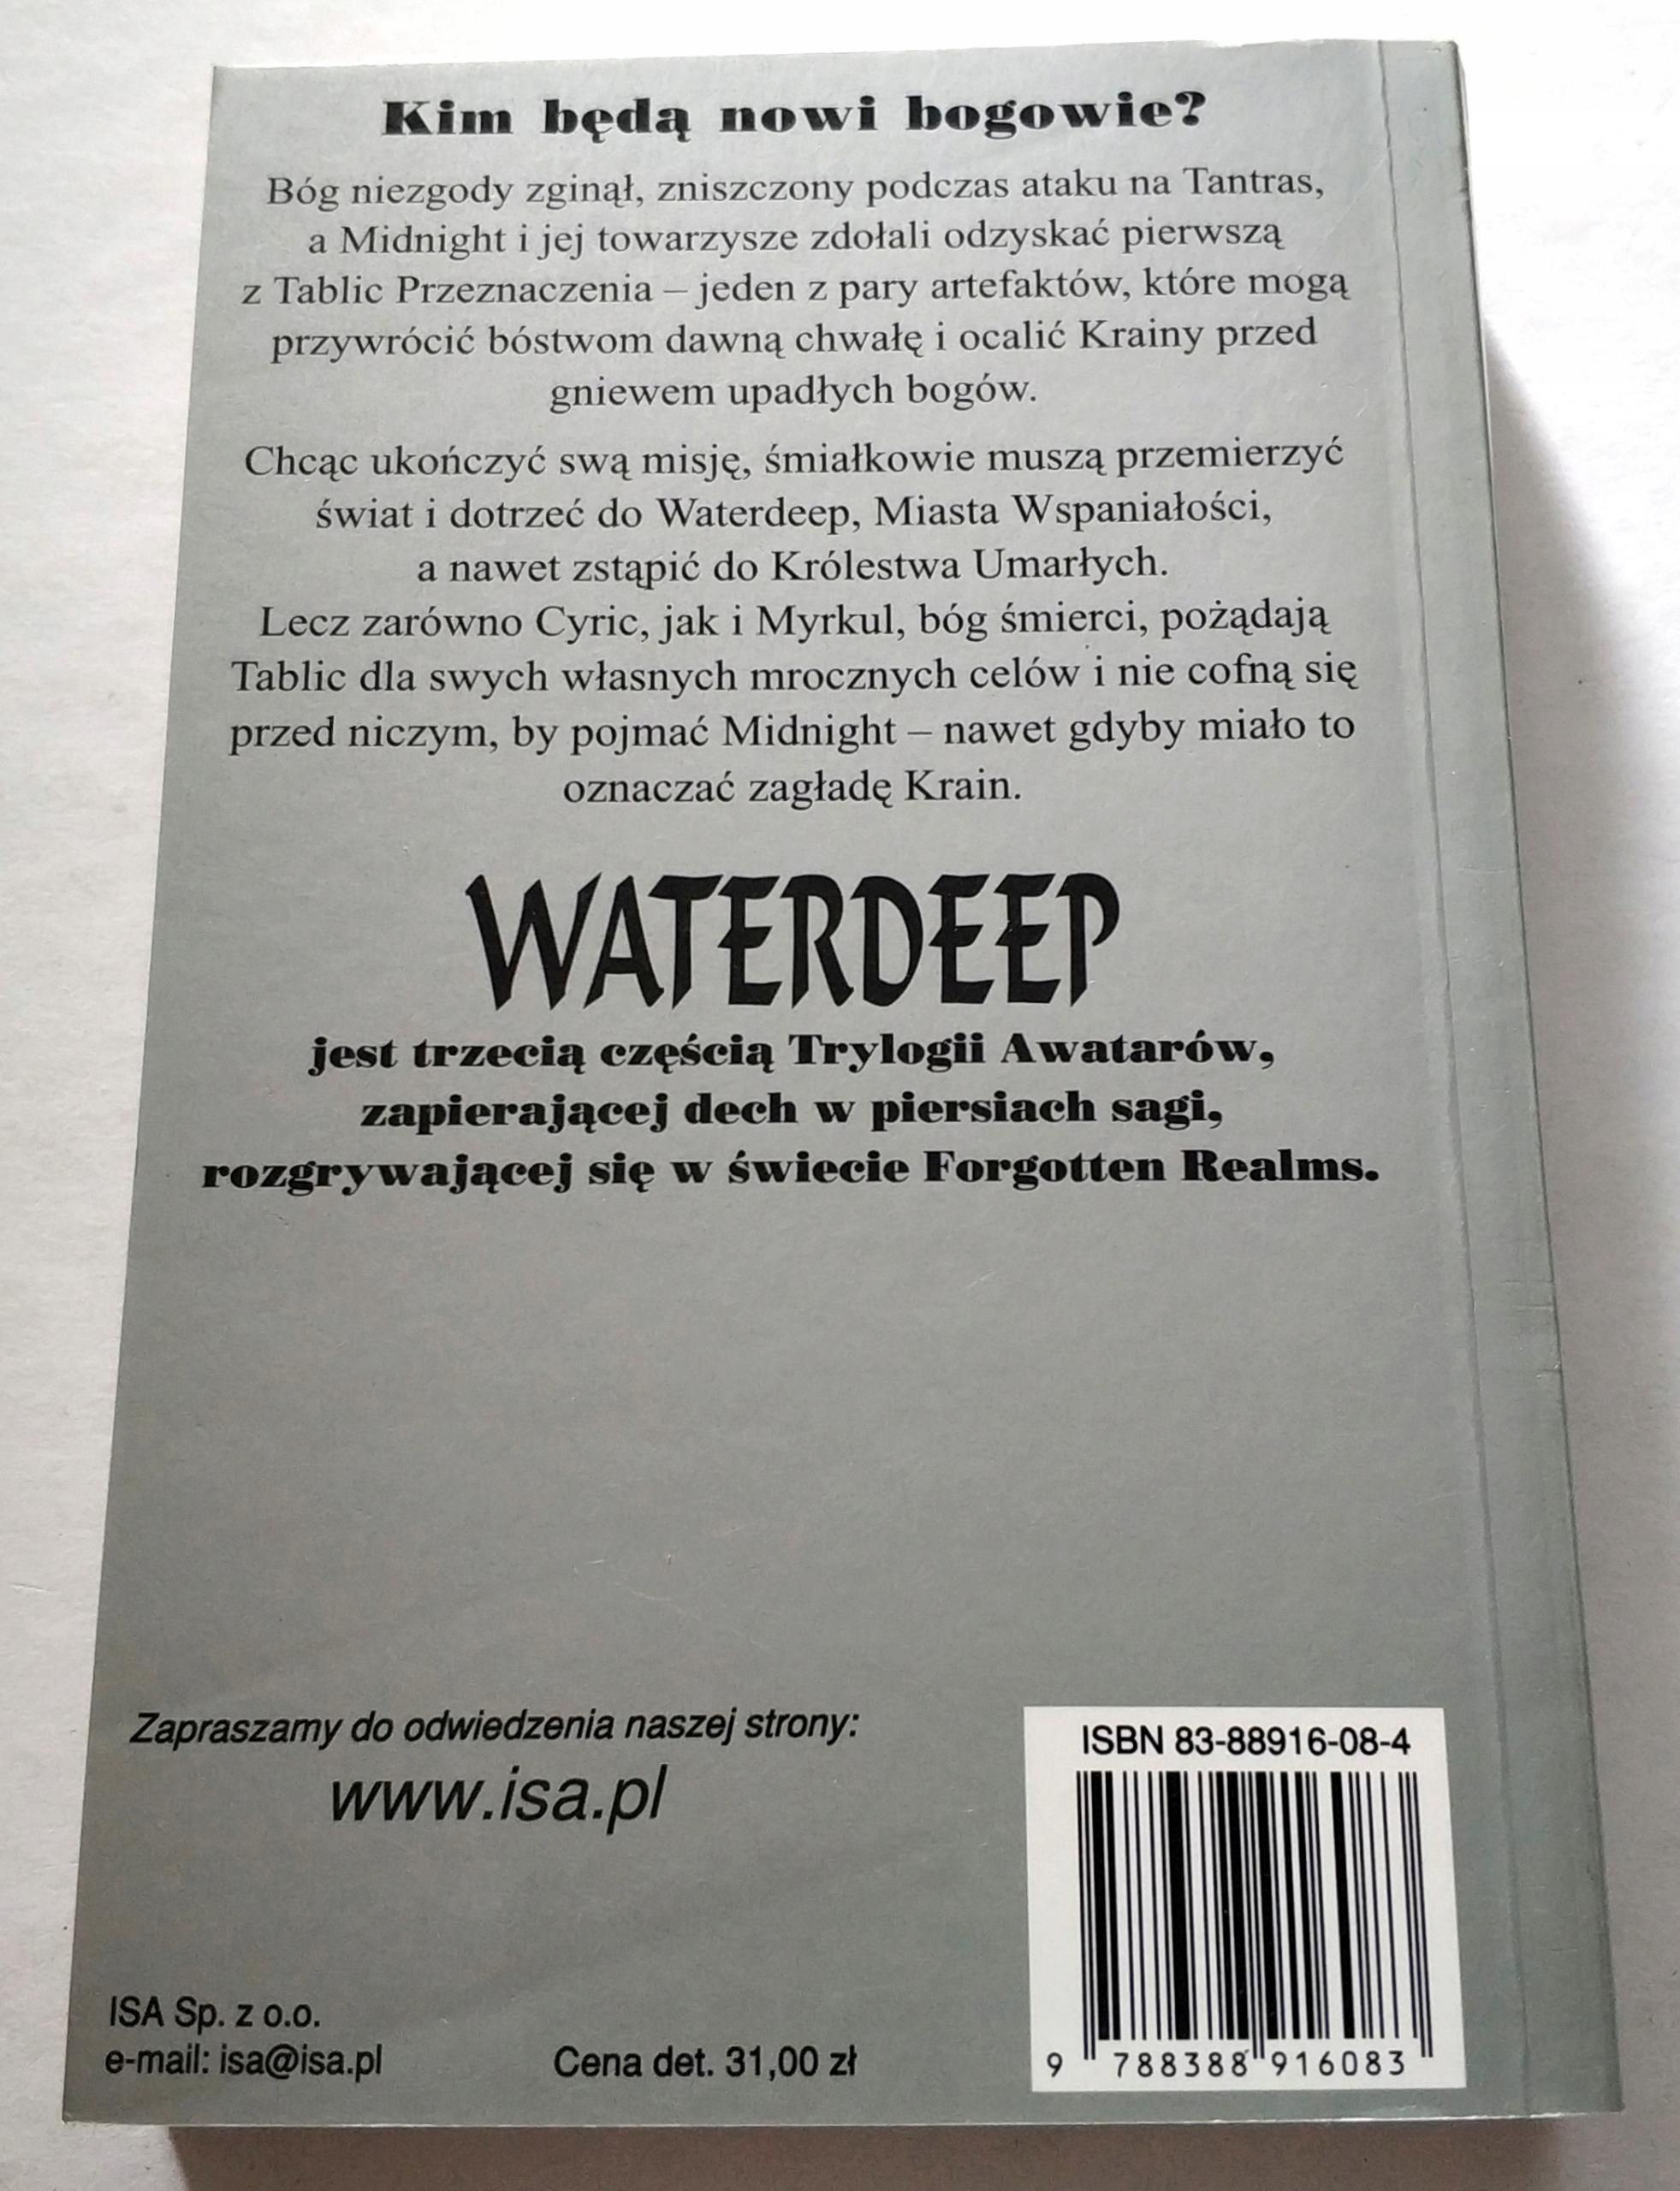 Kim będą nowi bogowie?
Bóg niezgody zginął, zniszczony podczas ataku na Tantras,
a Midnight i jej towarzysze zdołali odzyskać pierwszą
z Tablic Przeznaczenia – jeden z pary artefaktów, które mogą
przywrócić bóstwom dawną chwałę i ocalić Krainy przed
gniewem upadłych bogów.
Chcąc ukończyć swą misję, śmiałkowie muszą przemierzyć
świat i dotrzeć do Waterdeep, Miasta Wspaniałości,
a nawet zstąpić do Królestwa Umarłych.
Lecz zarówno Cyric, jak i Myrkul, bóg śmierci, pożądają
Tablic dla swych własnych mrocznych celów i nie cofną się
przed niczym, by pojmać Midnight – nawet gdyby miało to
oznaczać zagładę Krain.
WATERDEEP
jest trzecią częścią Trylogii Awatarów,
zapierającej dech w piersiach sagi,
rozgrywającej się w świecie Forgotten Realms.
Zapraszamy do odwiedzenia naszej strony:
www.isa.pl
ISBN 83-88916-08-4
ISA Sp. z o.o.
e-mail: isa@isa.pl
Cena det. 31,00 zł
9 788388 916083